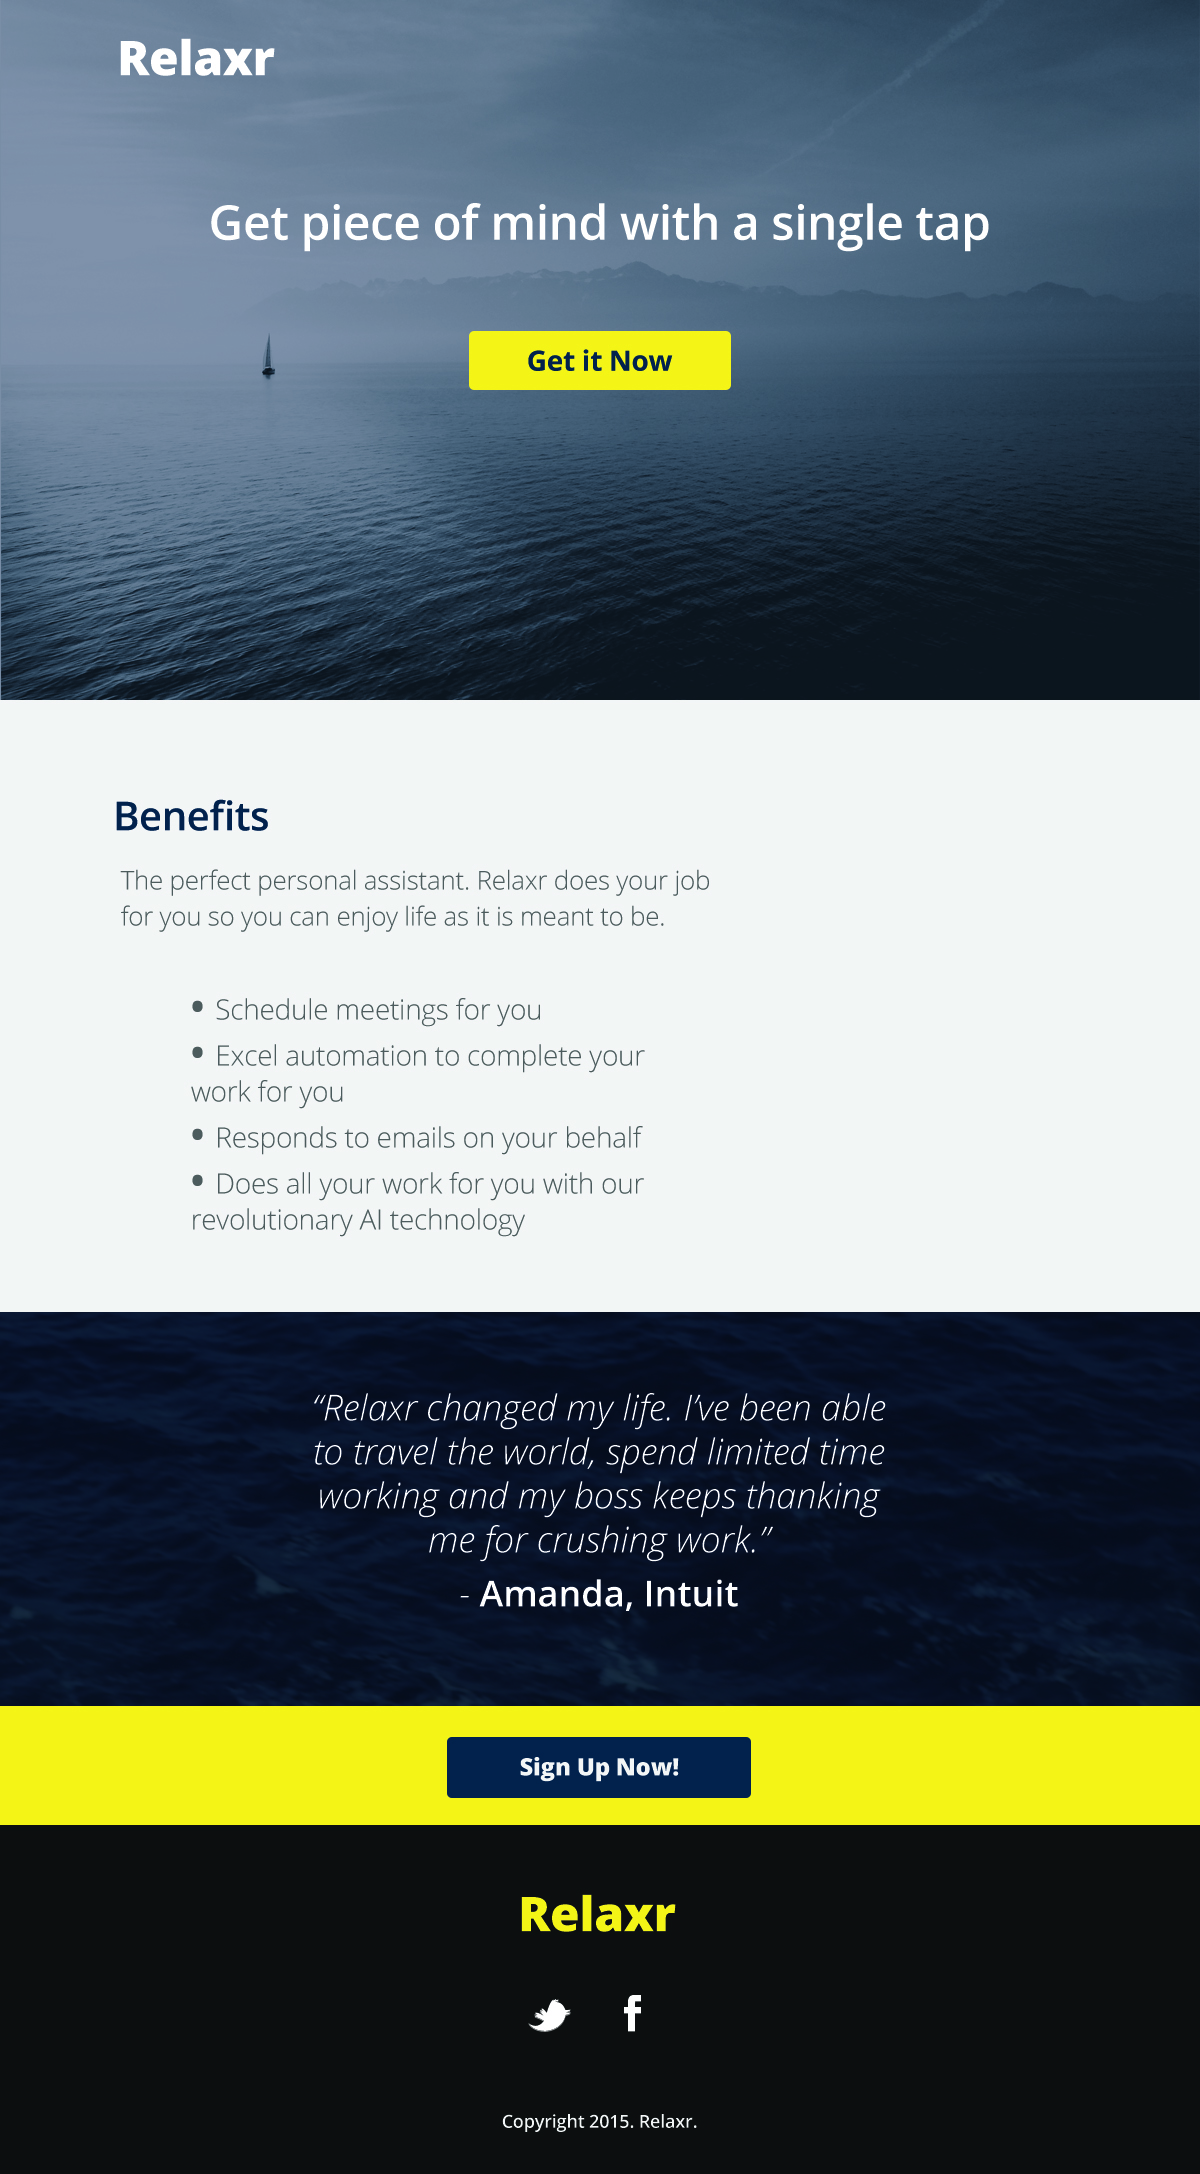 Relaxr
Get piece of mind with a single tap
Get it Now
Benefits
The perfect personal assistant. Relaxr does your job
for you so you can enjoy life as it is meant to be.
• Schedule meetings for you
• Excel automation to complete your
work for you
• Responds to emails on your behalf
• Does all your work for you with our
revolutionary AI technology
“Relaxr changed my life. I’ve been able
to travel the world, spend limited time
working and my boss keeps thanking
me for crushing work.”
- Amanda, Intuit
Sign Up Now!
Relaxr
Copyright 2015. Relaxr.